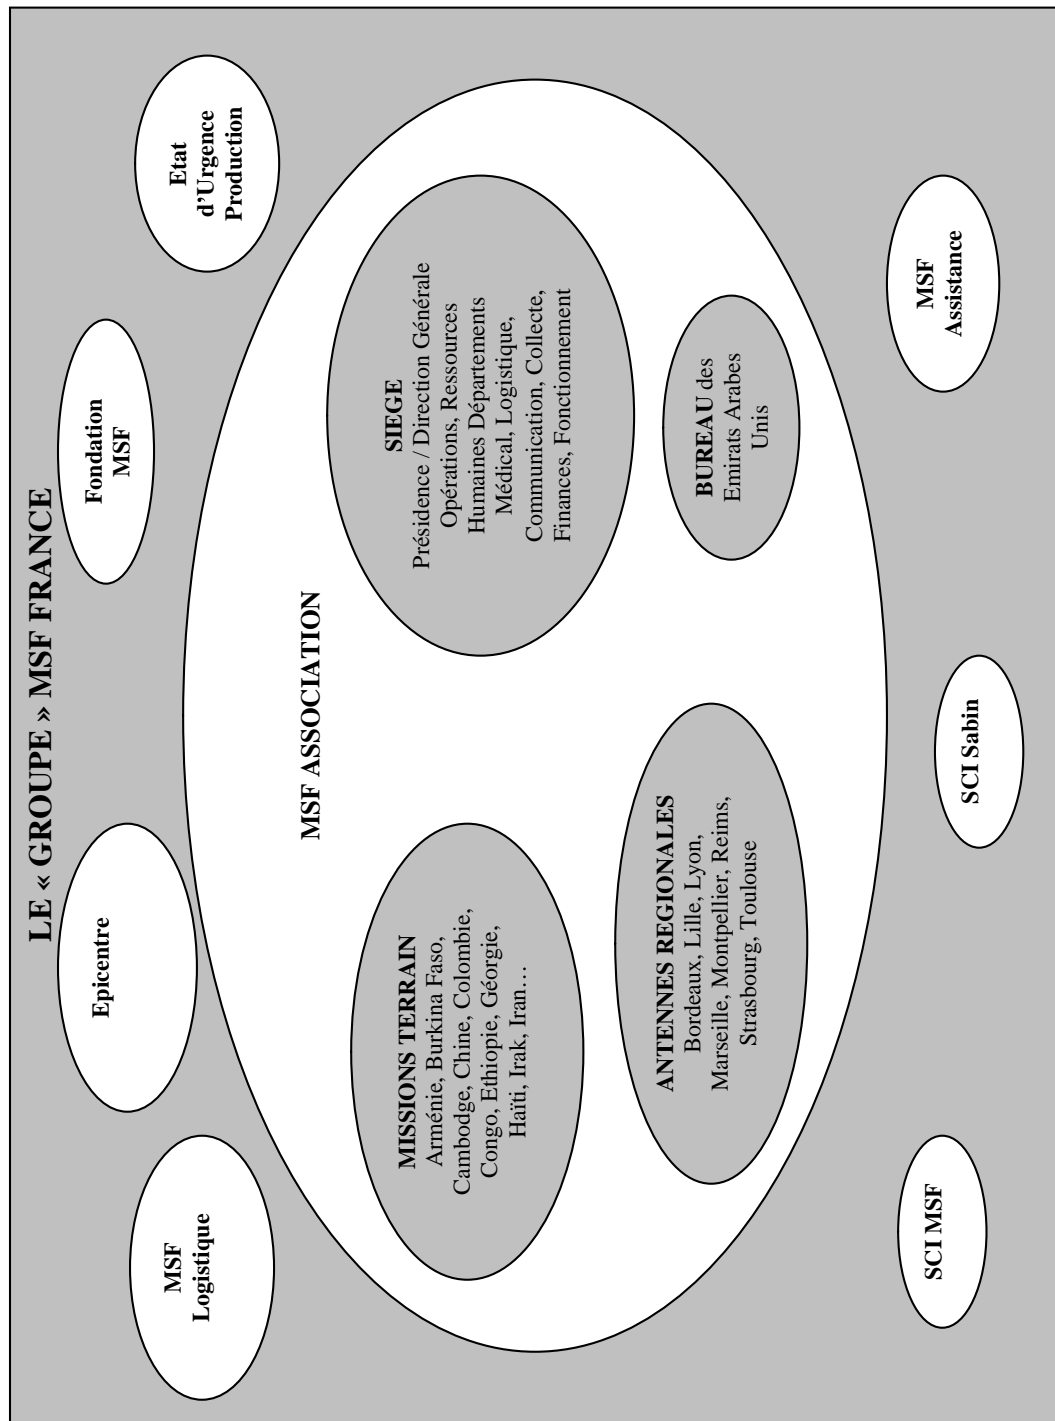 LE « GROUPE » MSF FRANCE
MSF
Logistique
Epicentre
Fondation
MSF
Etat
d’Urgence
Production
MSF ASSOCIATION
MISSIONS TERRAIN
Arménie, Burkina Faso,
Cambodge, Chine, Colombie,
Congo, Ethiopie, Géorgie,
Haïti, Irak, Iran…
SIEGE
Présidence / Direction Générale
Opérations, Ressources
Humaines Départements
Médical, Logistique,
Communication, Collecte,
Finances, Fonctionnement
ANTENNES REGIONALES
Bordeaux, Lille, Lyon,
Marseille, Montpellier, Reims,
Strasbourg, Toulouse
BUREAU des
Emirats Arabes
Unis
SCI MSF
SCI Sabin
MSF
Assistance